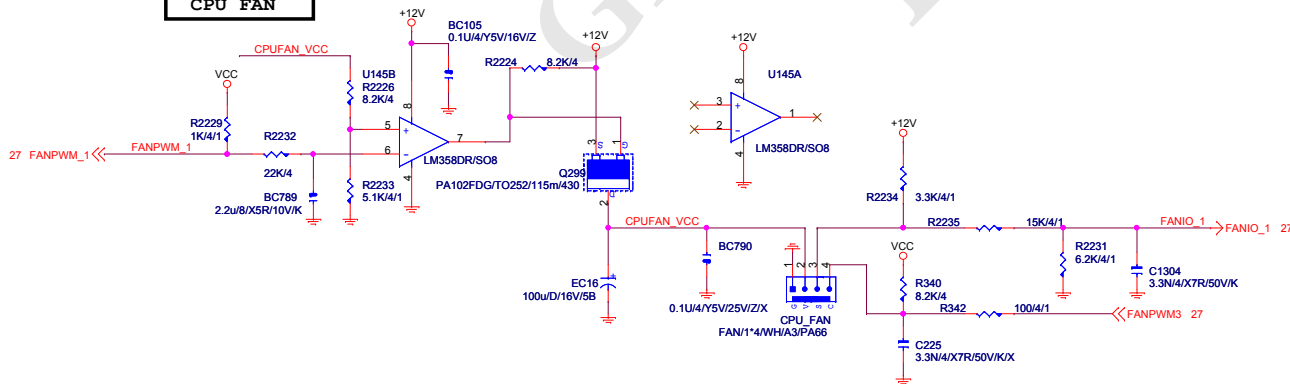 CPU FAN
+12V
BC105
0.1U/4/Y5V/16V/Z
+12V
R2224
8.2K/4
+12V
CPUFAN_VCC
VCC
U145B
R2226
8.2K/4
8
U145A
8
3
+
2
-
1
4
LM358DR/SO8
R2229
1K/4/1
R2232
22K/4
5
+
6
-
7
4
LM358DR/SO8
27 FANPWM_1
FANPWM_1
BC789
2.2u/8/X5R/10V/K
R2233
5.1K/4/1
3
S
1
G
Q299
PA102FDG/TO252/115m/430
D
2
+12V
R2234
3.3K/4/1
CPUFAN_VCC
R2235
15K/4/1
FANIO_1
FANIO_1 27
BC790
0.1U/4/Y5V/25V/Z/X
EC16
+
100u/D/16V/5B
1
2
3
4
G
V
S
C
CPU_FAN
FAN/1*4/WH/A3/PA66
VCC
R340
8.2K/4
R2231
6.2K/4/1
C1304
3.3N/4/X7R/50V/K
R342
100/4/1
FANPWM3 27
C225
3.3N/4/X7R/50V/K/X